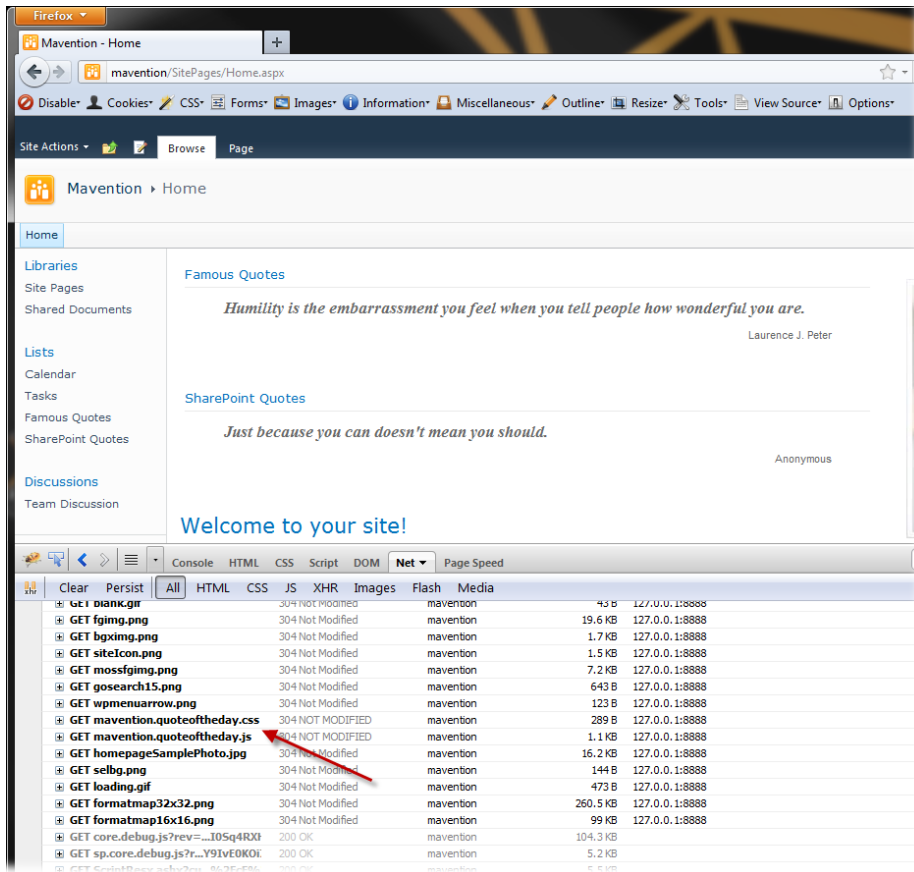 Firefox
Mavention - Home
mavention/SitePages/Home.aspx
Disable Cookies CSS Forms Images Information Miscellaneous Outline Resize Tools View Source Options
Site Actions Browse Page
Mavention Home
Home
Libraries
Site Pages
Shared Documents
Lists
Calendar
Tasks
Famous Quotes
SharePoint Quotes
Discussions
Team Discussion
Famous Quotes
Humility is the embarrassment you feel when you tell people how wonderful you are.
Laurence J. Peter
SharePoint Quotes
Just because you can doesn't mean you should.
Anonymous
Welcome to your site!
Console HTML CSS Script DOM Net Page Speed
xhr Clear Persist All HTML CSS JS XHR Images Flash Media
GET blank.gif 304 Not Modified mavention 43 B 127.0.0.1:8888
GET fgimg.png 304 Not Modified mavention 19.6 KB 127.0.0.1:8888
GET bgximg.png 304 Not Modified mavention 1.7 KB 127.0.0.1:8888
GET siteIcon.png 304 Not Modified mavention 1.5 KB 127.0.0.1:8888
GET mossfgimg.png 304 Not Modified mavention 7.2 KB 127.0.0.1:8888
GET gosearch15.png 304 Not Modified mavention 643 B 127.0.0.1:8888
GET wpmenuarrow.png 304 Not Modified mavention 123 B 127.0.0.1:8888
GET mavention.quoteoftheday.css 304 NOT MODIFIED mavention 289 B 127.0.0.1:8888
GET mavention.quoteoftheday.js 304 NOT MODIFIED mavention 1.1 KB 127.0.0.1:8888
GET homepageSamplePhoto.jpg 304 Not Modified mavention 16.2 KB 127.0.0.1:8888
GET selbg.png 304 Not Modified mavention 144 B 127.0.0.1:8888
GET loading.gif 304 Not Modified mavention 473 B 127.0.0.1:8888
GET formatmap32x32.png 304 Not Modified mavention 260.5 KB 127.0.0.1:8888
GET formatmap16x16.png 304 Not Modified mavention 99 KB 127.0.0.1:8888
GET core.debug.js?rev=...I0Sq4RXH 200 OK mavention 104.3 KB
GET sp.core.debug.js?r...Y9IvE0KOi 200 OK mavention 5.2 KB
200 OK mavention 5.5 KB